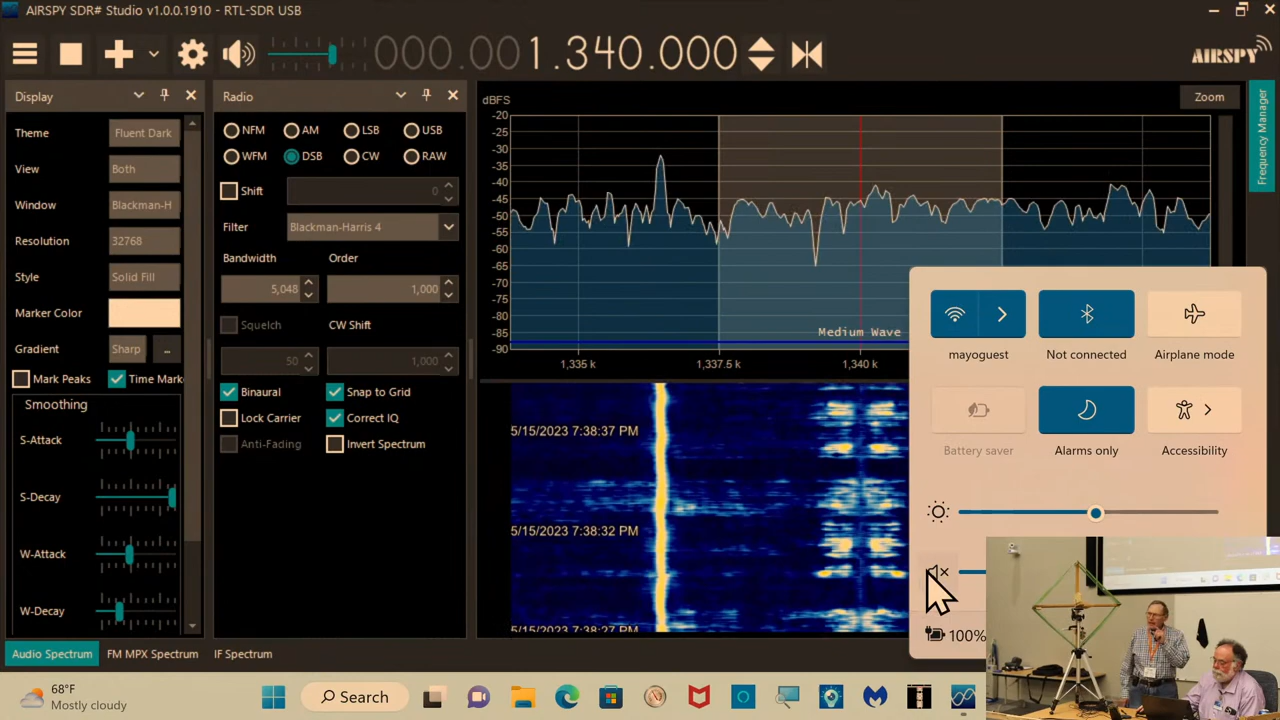 AIRSPY SDR# Studio v1.0.0.1910 - RTL-SDR USB
000.001.340.000
AIRSPY
Display
Theme
Fluent Dark
View
Both
Window
Blackman-H
Resolution
32768
Style
Solid Fill
Marker Color
Gradient
Sharp
...
Mark Peaks
Time Mark
Smoothing
S-Attack
S-Decay
W-Attack
W-Decay
Radio
NFM AM LSB USB
WFM DSB CW RAW
Shift
0
Filter
Blackman-Harris 4
Bandwidth
Order
5,048
1,000
Squelch
CW Shift
50
1,000
Binaural
Snap to Grid
Lock Carrier
Correct IQ
Anti-Fading
Invert Spectrum
dBFS
Zoom
Frequency Manager
-20
-25
-30
-35
-40
-45
-50
-55
-60
-65
-70
-75
-80
-85
-90
Medium Wave
1,335 k
1,337.5 k
1,340 k
5/15/2023 7:38:37 PM
5/15/2023 7:38:32 PM
5/15/2023 7:38:27 PM
mayoguest
Not connected
Airplane mode
Battery saver
Alarms only
Accessibility
100%
Audio Spectrum
FM MPX Spectrum
IF Spectrum
68°F
Mostly cloudy
Search